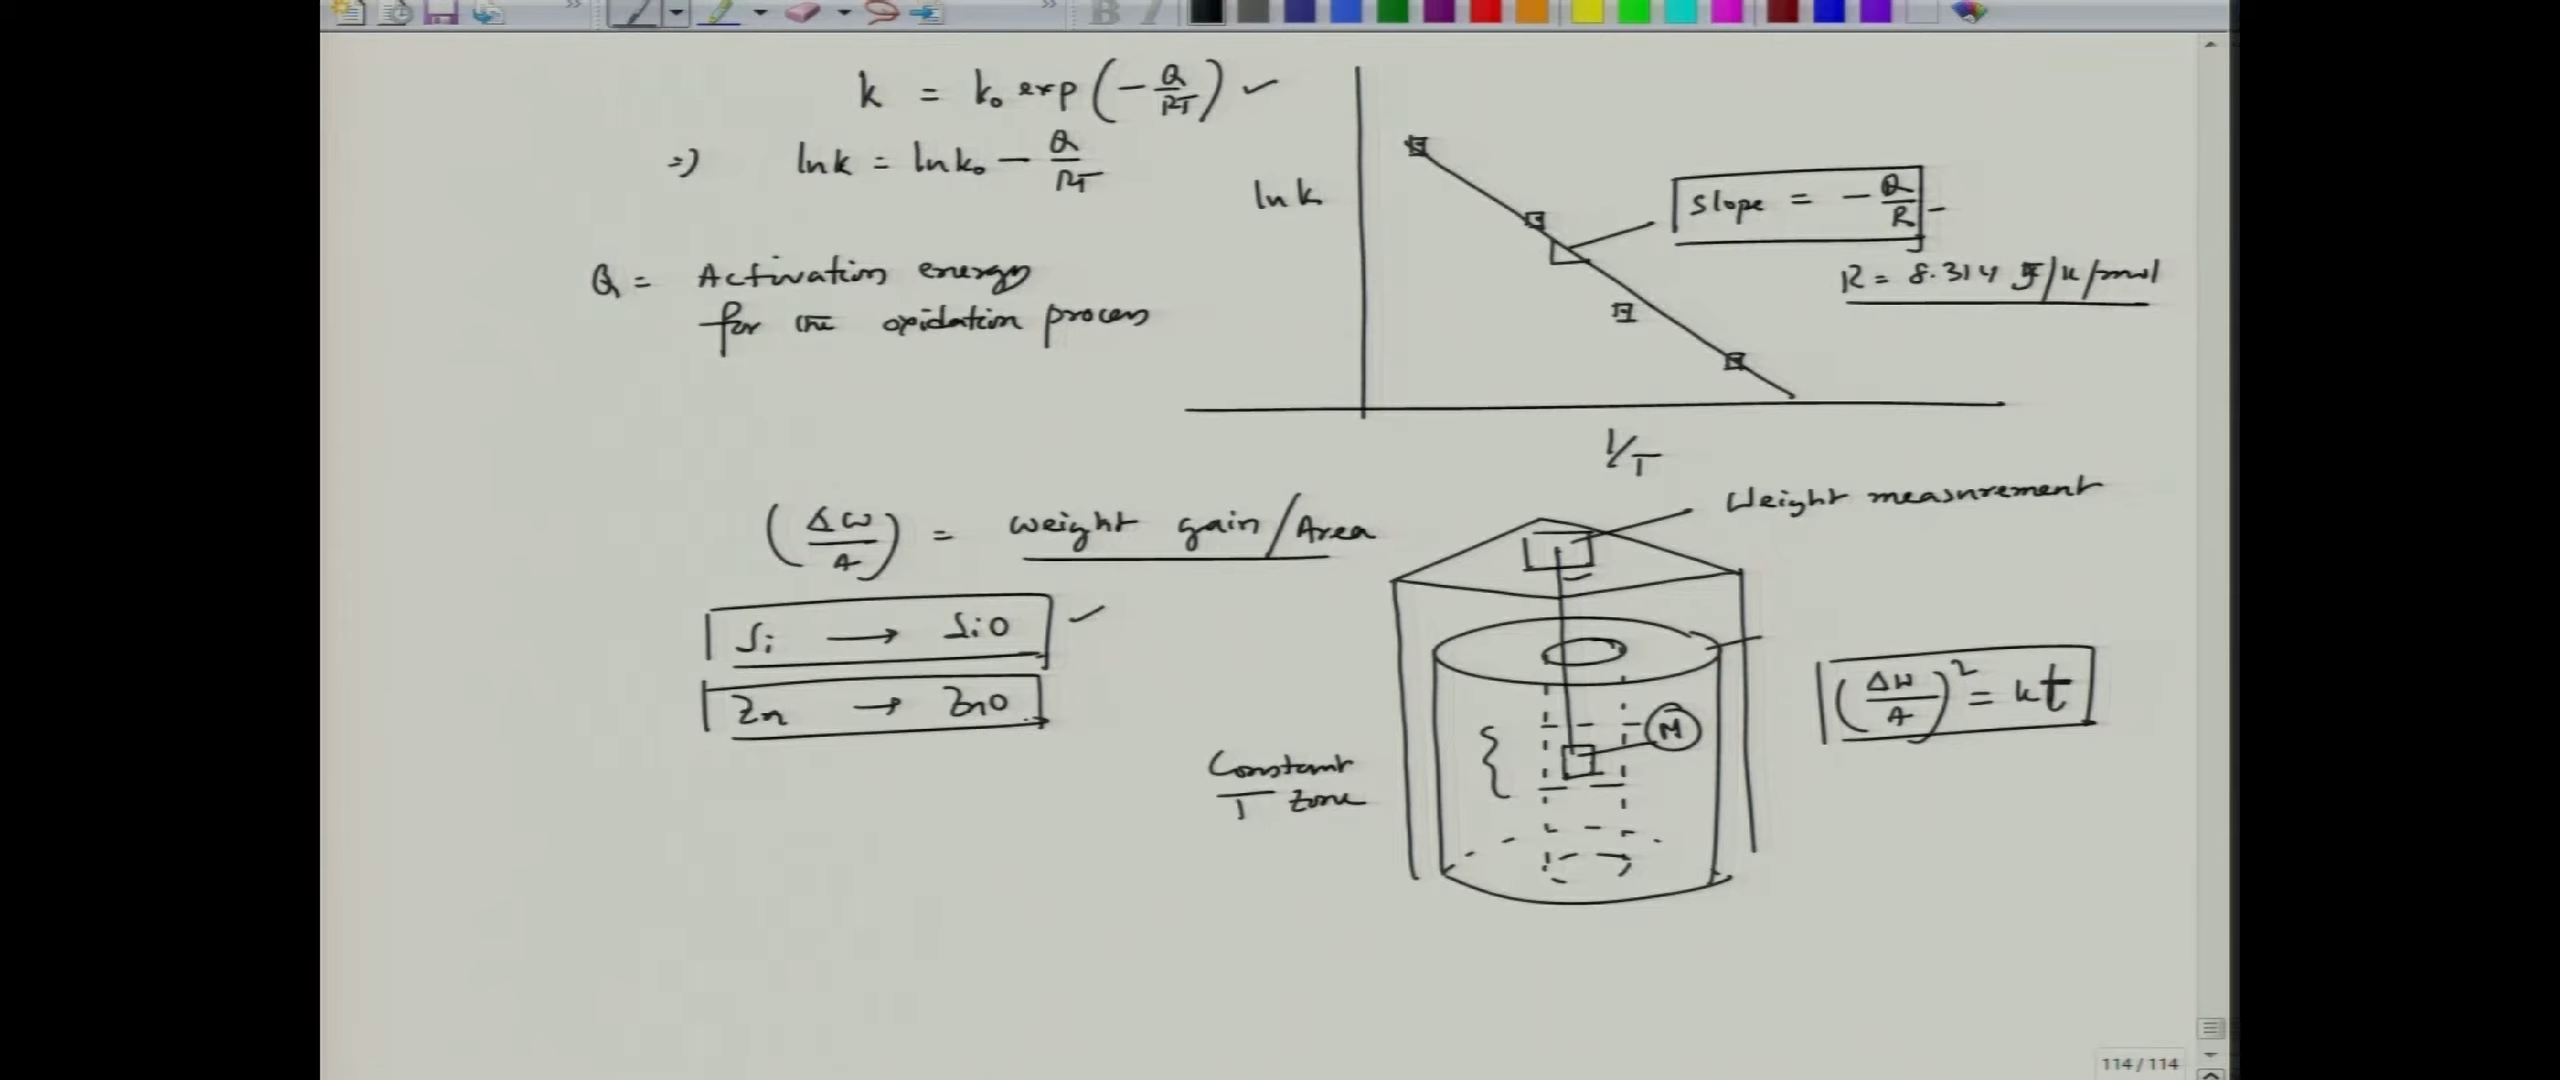 k = k₀ exp(-Q/RT) ✓
=> ln k = ln k₀ - Q/RT
Q = Activation energy
for the oxidation process
ln k
slope = - Q/R
R = 8.314 J/K/mol
1/T
(ΔW/A) = weight gain/Area
Weight measurement
Si → SiO ✓
Zn → ZnO
M
Constant
T zone
(ΔW/A)² = kt
B I
114 / 114